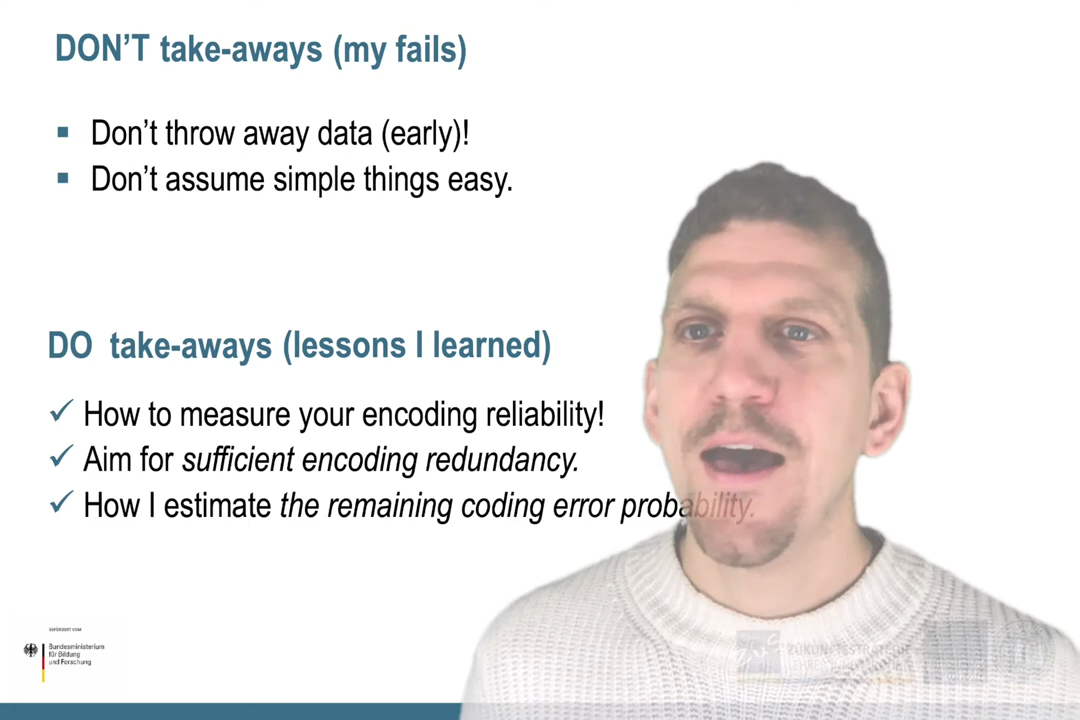 DON'T take-aways (my fails)
Don't throw away data (early)!
Don't assume simple things easy.
DO take-aways (lessons I learned)
How to measure your encoding reliability!
Aim for sufficient encoding redundancy.
How I estimate the remaining coding error probability.
GEFÖRDERT VOM
Bundesministerium
für Bildung
und Forschung